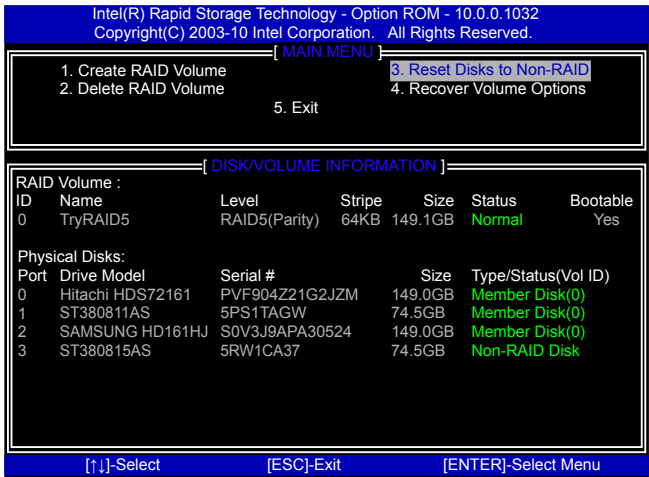 Intel(R) Rapid Storage Technology - Option ROM - 10.0.0.1032
Copyright(C) 2003-10 Intel Corporation. All Rights Reserved.
[ MAIN MENU ]
1. Create RAID Volume 3. Reset Disks to Non-RAID
2. Delete RAID Volume 4. Recover Volume Options
5. Exit
[ DISK/VOLUME INFORMATION ]
RAID Volume :
ID Name Level Stripe Size Status Bootable
0 TryRAID5 RAID5(Parity) 64KB 149.1GB Normal Yes
Physical Disks:
Port Drive Model Serial # Size Type/Status(Vol ID)
0 Hitachi HDS72161 PVF904Z21G2JZM 149.0GB Member Disk(0)
1 ST380811AS 5PS1TAGW 74.5GB Member Disk(0)
2 SAMSUNG HD161HJ S0V3J9APA30524 149.0GB Member Disk(0)
3 ST380815AS 5RW1CA37 74.5GB Non-RAID Disk
[↑↓]-Select [ESC]-Exit [ENTER]-Select Menu